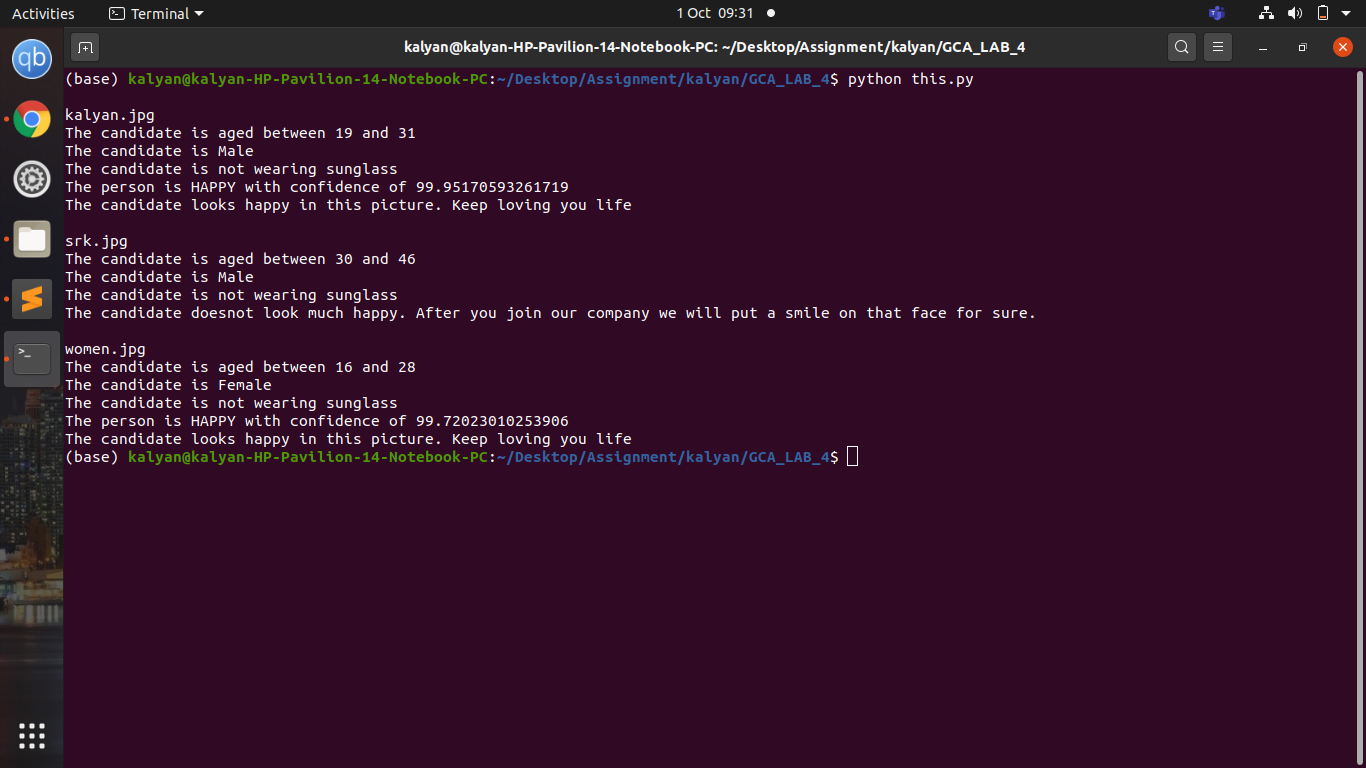 Activities Terminal 1 Oct 09:31
qb
kalyan@kalyan-HP-Pavilion-14-Notebook-PC: ~/Desktop/Assignment/kalyan/GCA_LAB_4
(base) kalyan@kalyan-HP-Pavilion-14-Notebook-PC:~/Desktop/Assignment/kalyan/GCA_LAB_4$ python this.py
kalyan.jpg
The candidate is aged between 19 and 31
The candidate is Male
The candidate is not wearing sunglass
The person is HAPPY with confidence of 99.95170593261719
The candidate looks happy in this picture. Keep loving you life
srk.jpg
The candidate is aged between 30 and 46
The candidate is Male
The candidate is not wearing sunglass
The candidate doesnot look much happy. After you join our company we will put a smile on that face for sure.
women.jpg
The candidate is aged between 16 and 28
The candidate is Female
The candidate is not wearing sunglass
The person is HAPPY with confidence of 99.72023010253906
The candidate looks happy in this picture. Keep loving you life
(base) kalyan@kalyan-HP-Pavilion-14-Notebook-PC:~/Desktop/Assignment/kalyan/GCA_LAB_4$